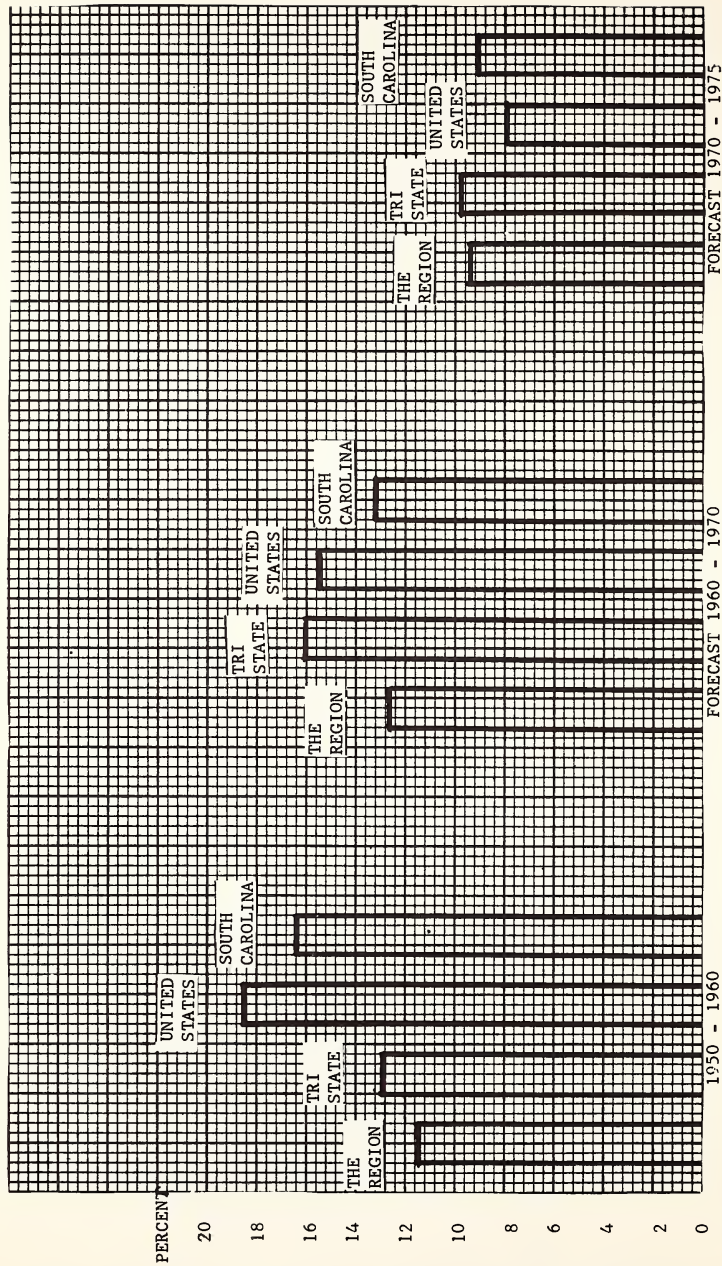 PERCENT
20
18
16
14
12
10
8
6
4
2
0
THE
REGION
TRI
STATE
UNITED
STATES
SOUTH
CAROLINA
1950 - 1960
THE
REGION
TRI
STATE
UNITED
STATES
SOUTH
CAROLINA
FORECAST 1960 - 1970
THE
REGION
TRI
STATE
UNITED
STATES
SOUTH
CAROLINA
FORECAST 1970 - 1975